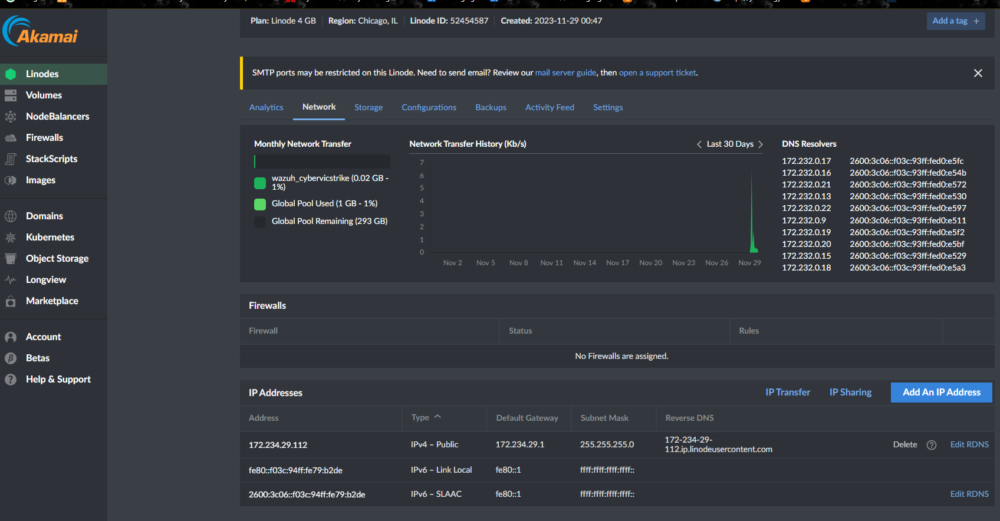 Akamai
Linodes
Volumes
NodeBalancers
Firewalls
StackScripts
Images
Domains
Kubernetes
Object Storage
Longview
Marketplace
Account
Betas
Help & Support
Plan: Linode 4 GB
Region: Chicago, IL
Linode ID: 52454587
Created: 2023-11-29 00:47
Add a tag +
SMTP ports may be restricted on this Linode. Need to send email? Review our mail server guide, then open a support ticket.
Analytics
Network
Storage
Configurations
Backups
Activity Feed
Settings
Monthly Network Transfer
wazuh_cybervicstrike (0.02 GB -
1%)
Global Pool Used (1 GB - 1%)
Global Pool Remaining (293 GB)
Network Transfer History (Kb/s)
Last 30 Days
7
6
5
4
3
2
1
0
Nov 2 Nov 5 Nov 8 Nov 11 Nov 14 Nov 17 Nov 20 Nov 23 Nov 26 Nov 29
DNS Resolvers
172.232.0.17 2600:3c06::f03c:93ff:fed0:e5fc
172.232.0.16 2600:3c06::f03c:93ff:fed0:e54b
172.232.0.21 2600:3c06::f03c:93ff:fed0:e572
172.232.0.13 2600:3c06::f03c:93ff:fed0:e530
172.232.0.22 2600:3c06::f03c:93ff:fed0:e597
172.232.0.9 2600:3c06::f03c:93ff:fed0:e511
172.232.0.19 2600:3c06::f03c:93ff:fed0:e5f2
172.232.0.20 2600:3c06::f03c:93ff:fed0:e5bf
172.232.0.15 2600:3c06::f03c:93ff:fed0:e529
172.232.0.18 2600:3c06::f03c:93ff:fed0:e5a3
Firewalls
Firewall Status Rules
No Firewalls are assigned.
IP Addresses
IP Transfer
IP Sharing
Add An IP Address
Address Type Default Gateway Subnet Mask Reverse DNS
172.234.29.112 IPv4 – Public 172.234.29.1 255.255.255.0 172-234-29-
112.ip.linodeusercontent.com
Delete ? Edit RDNS
fe80::f03c:94ff:fe79:b2de IPv6 – Link Local fe80::1 ffff:ffff:ffff:ffff::
2600:3c06::f03c:94ff:fe79:b2de IPv6 – SLAAC fe80::1 ffff:ffff:ffff:ffff:: Edit RDNS